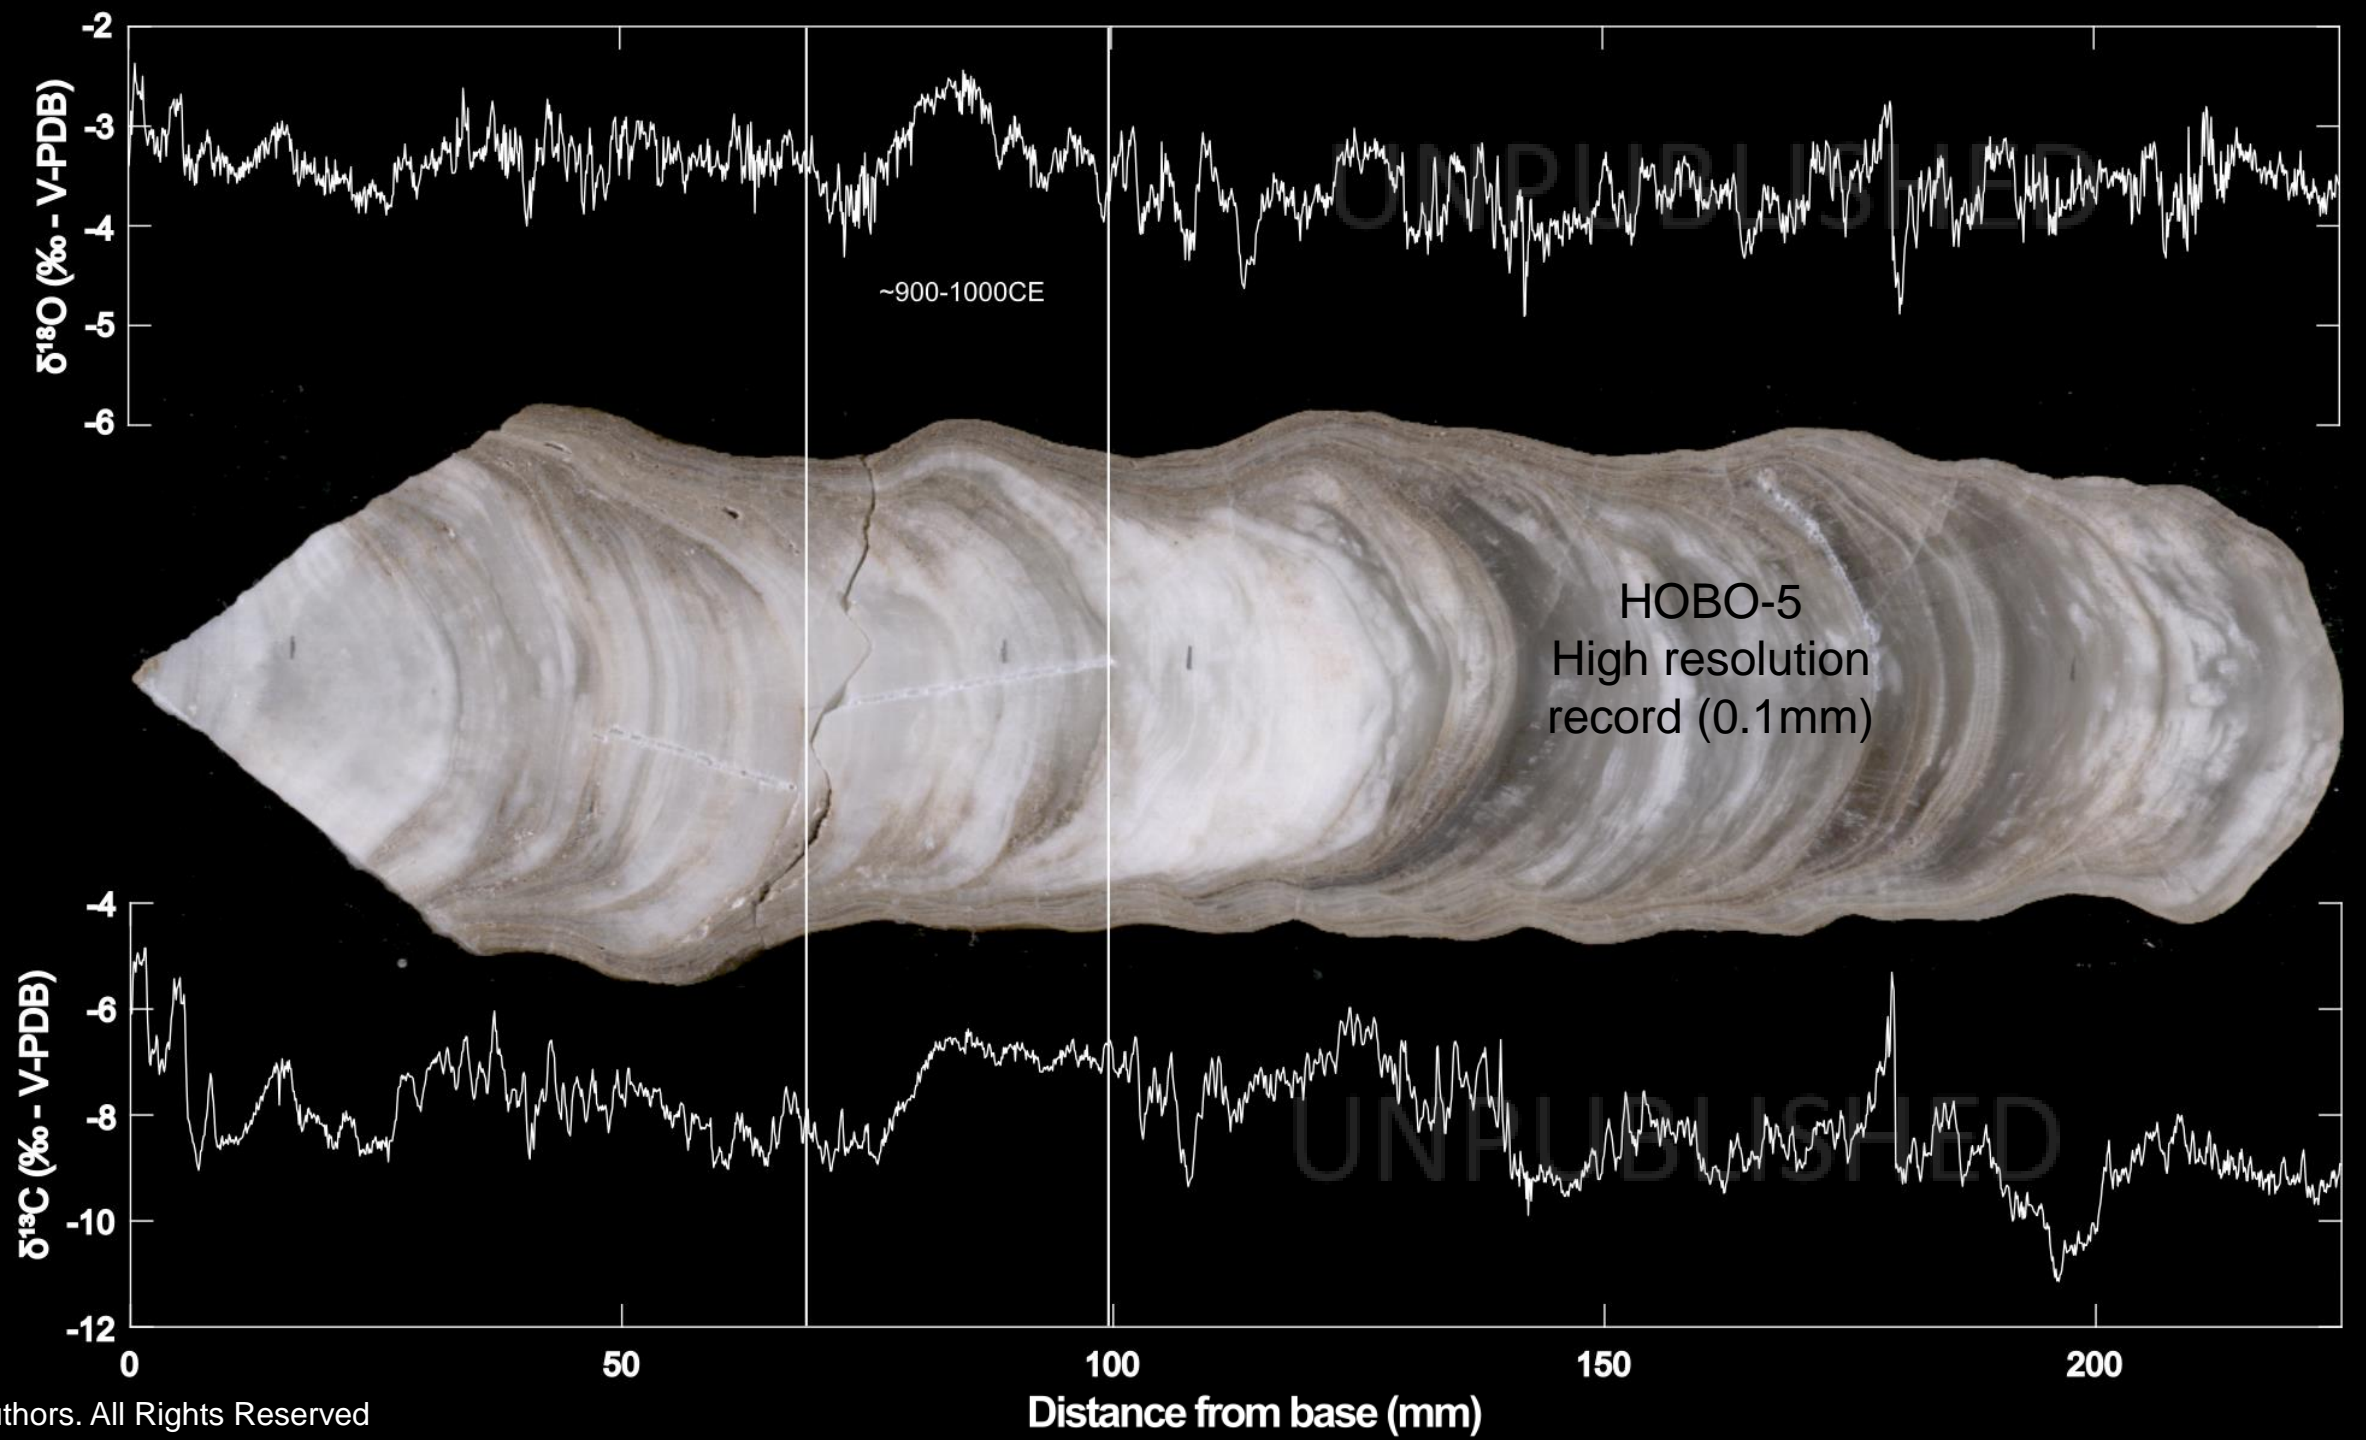 -2
-3
-4
-5
-6
δ¹⁸O (‰ - V-PDB)
UNPUBLISHED
~900-1000CE
HOBO-5
High resolution
record (0.1mm)
-4
-6
-8
-10
-12
δ¹³C (‰ - V-PDB)
UNPUBLISHED
0 50 100 150 200
Distance from base (mm)
thors. All Rights Reserved